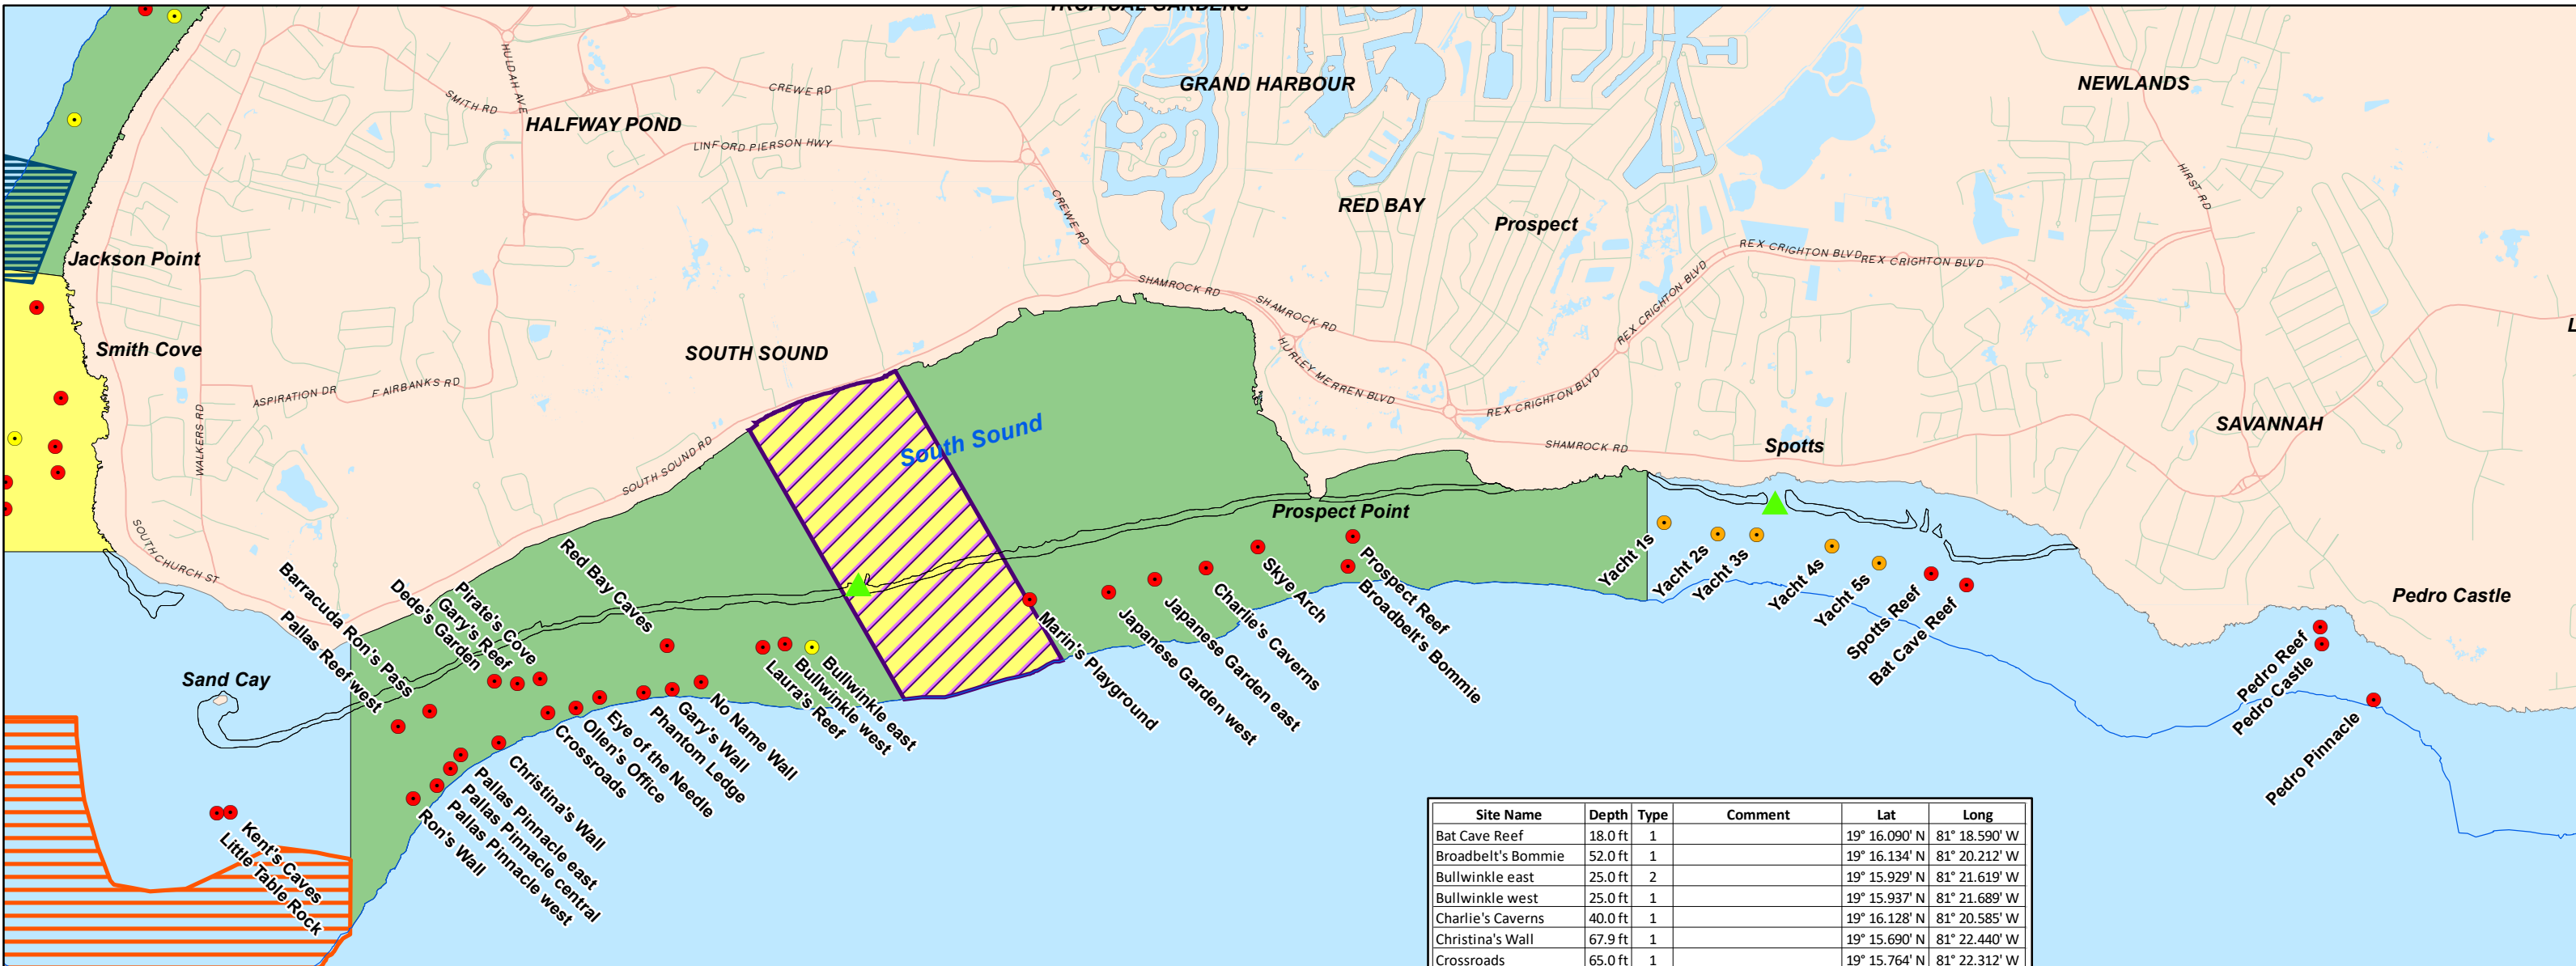 TROPICAL GARDENS
GRAND HARBOUR
NEWLANDS
HULDAH AVE
SMITH RD
CREWE RD
HALFWAY POND
LINFORD PIERSON HWY
CREWE RD
HIRST RD
RED BAY
Prospect
REX CRIGHTON BLVD
REX CRIGHTON BLVD
Jackson Point
SHAMROCK RD
SHAMROCK RD
REX CRIGHTON BLVD
Smith Cove
SOUTH SOUND
HURLEY MERREN BLVD
ASPIRATION DR
FAIRBANKS RD
REX CRIGHTON BLVD
WALKERS RD
South Sound
SOUTH SOUND RD
SHAMROCK RD
Spotts
SAVANNAH
Prospect Point
SOUTH CHURCH ST
Pedro Castle
Sand Cay
Barracuda Ron's Pass
Pallas Reef west
Dede's Garden
Gary's Reef
Pirate's Cove
Red Bay Caves
Kent's Caves
Little Table Rock
Ron's Wall
Pallas Pinnacle west
Pallas Pinnacle central
Pallas Pinnacle east
Christina's Wall
Crossroads
Ollen's Office
Eye of the Needle
Phantom Ledge
Gary's Wall
No Name Wall
Laura's Reef
Bullwinkle west
Bullwinkle east
Marin's Playground
Japanese Garden west
Japanese Garden east
Charlie's Caverns
Skye Arch
Broadbelt's Bommie
Prospect Reef
Yacht 1s
Yacht 2s
Yacht 3s
Yacht 4s
Yacht 5s
Spotts Reef
Bat Cave Reef
Pedro Reef
Pedro Castle
Pedro Pinnacle
Site Name Depth Type Comment Lat Long
Bat Cave Reef 18.0 ft 1 19° 16.090' N 81° 18.590' W
Broadbelt's Bommie 52.0 ft 1 19° 16.134' N 81° 20.212' W
Bullwinkle east 25.0 ft 2 19° 15.929' N 81° 21.619' W
Bullwinkle west 25.0 ft 1 19° 15.937' N 81° 21.689' W
Charlie's Caverns 40.0 ft 1 19° 16.128' N 81° 20.585' W
Christina's Wall 67.9 ft 1 19° 15.690' N 81° 22.440' W
Crossroads 65.0 ft 1 19° 15.764' N 81° 22.312' W